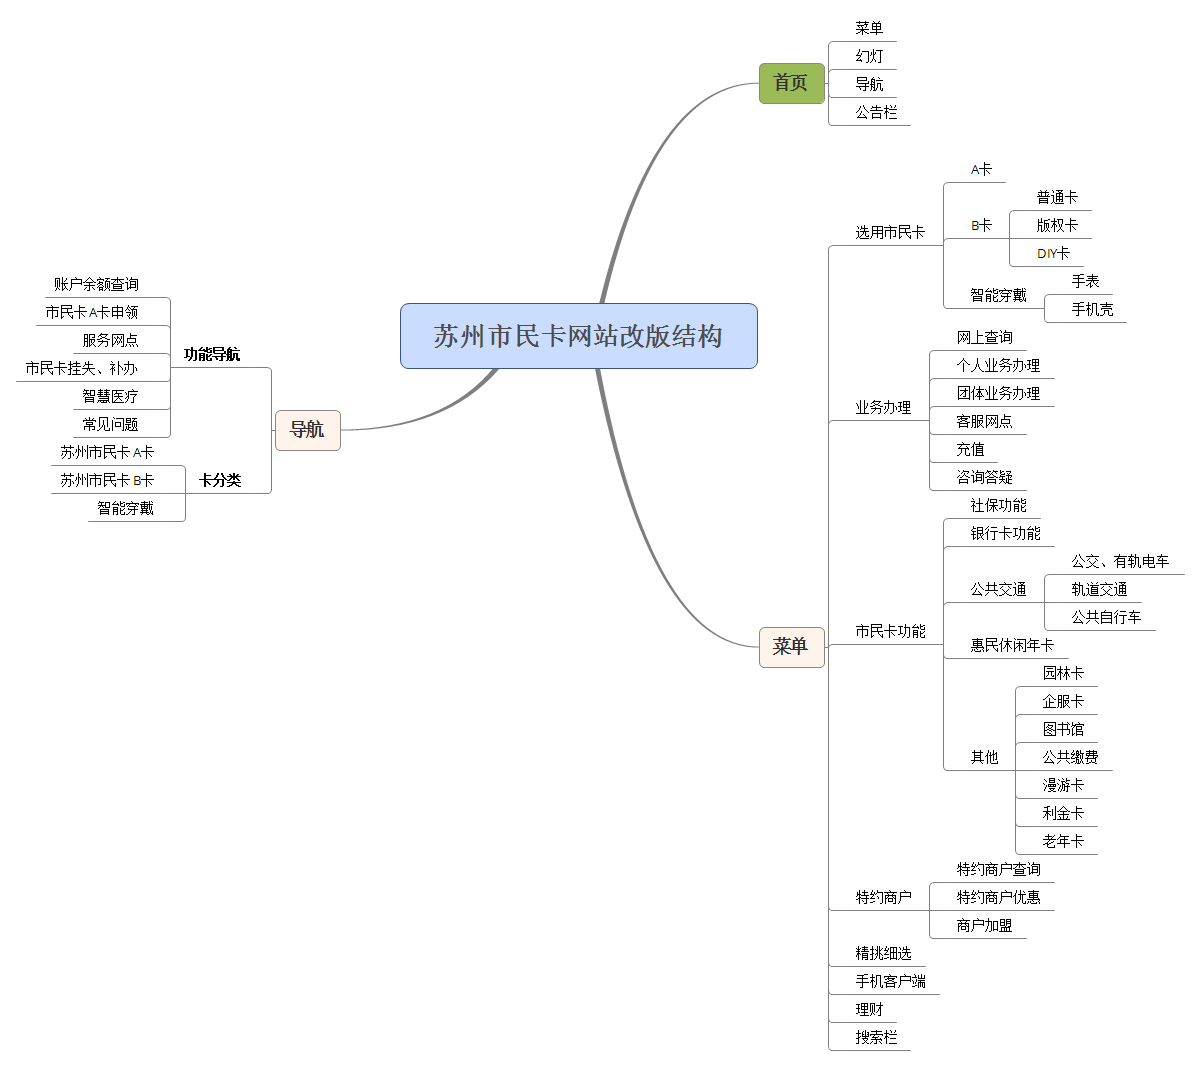 苏州市民卡网站改版结构
首页
菜单
幻灯
导航
公告栏
菜单
选用市民卡
A卡
B卡
普通卡
版权卡
DIY卡
智能穿戴
手表
手机壳
业务办理
网上查询
个人业务办理
团体业务办理
客服网点
充值
咨询答疑
市民卡功能
社保功能
银行卡功能
公共交通
公交、有轨电车
轨道交通
公共自行车
惠民休闲年卡
其他
园林卡
企服卡
图书馆
公共缴费
漫游卡
利金卡
老年卡
特约商户
特约商户查询
特约商户优惠
商户加盟
精挑细选
手机客户端
理财
搜索栏
导航
功能导航
账户余额查询
市民卡A卡申领
服务网点
市民卡挂失、补办
智慧医疗
常见问题
卡分类
苏州市民卡 A卡
苏州市民卡 B卡
智能穿戴